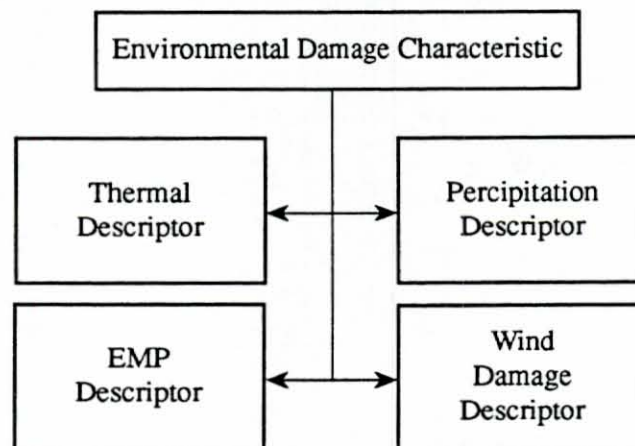 Environmental Damage Characteristic
Thermal
Descriptor
Percipitation
Descriptor
EMP
Descriptor
Wind
Damage
Descriptor